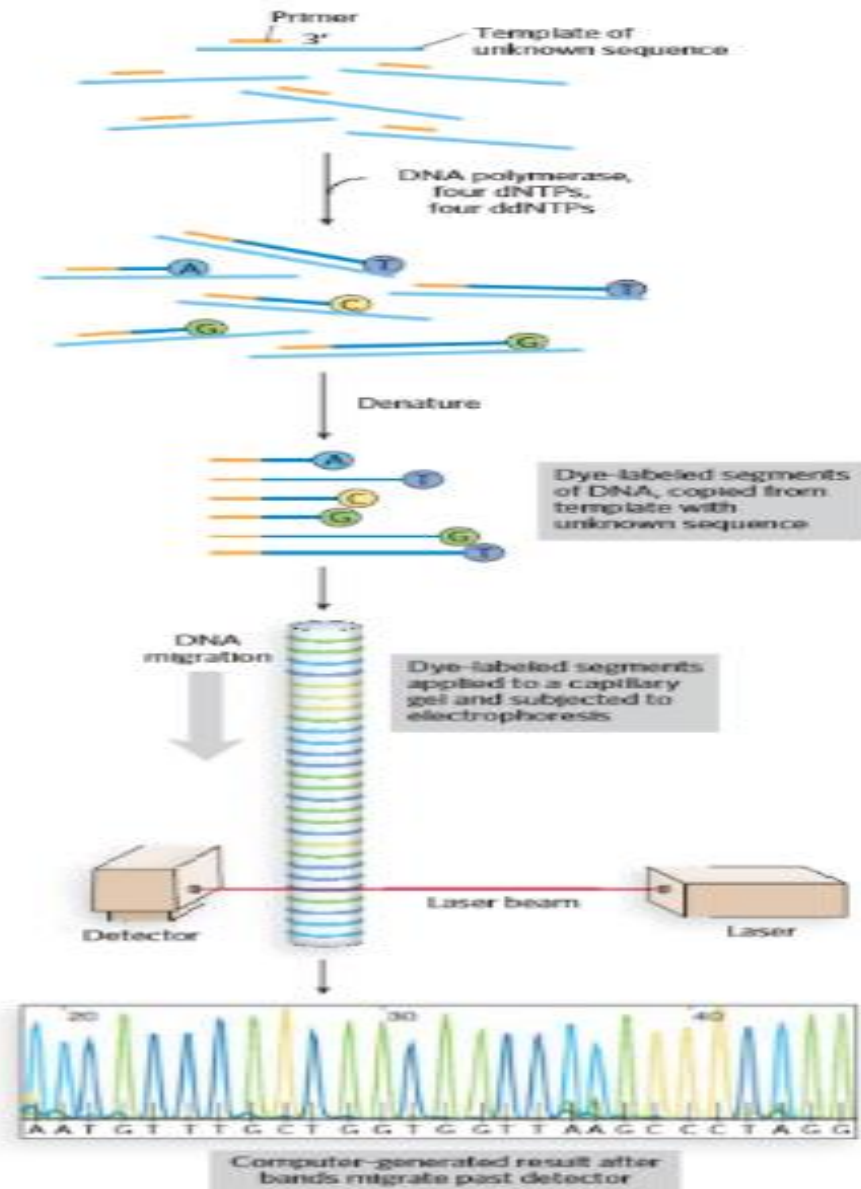 Primer
3'
Template of
unknown sequence
DNA polymerase,
four dNTPs,
four ddNTPs
A
T
T
C
G
G
Denature
A
T
C
G
G
T
Dye-labeled segments
of DNA, copied from
template with
unknown sequence
DNA
migration
Dye-labeled segments
applied to a capillary
gel and subjected to
electrophoresis
Laser beam
Detector
Laser
20 30 40
A A T G T T T G C T G G T G G T T A A G C C C T A G G
Computer-generated result after
bands migrate past detector